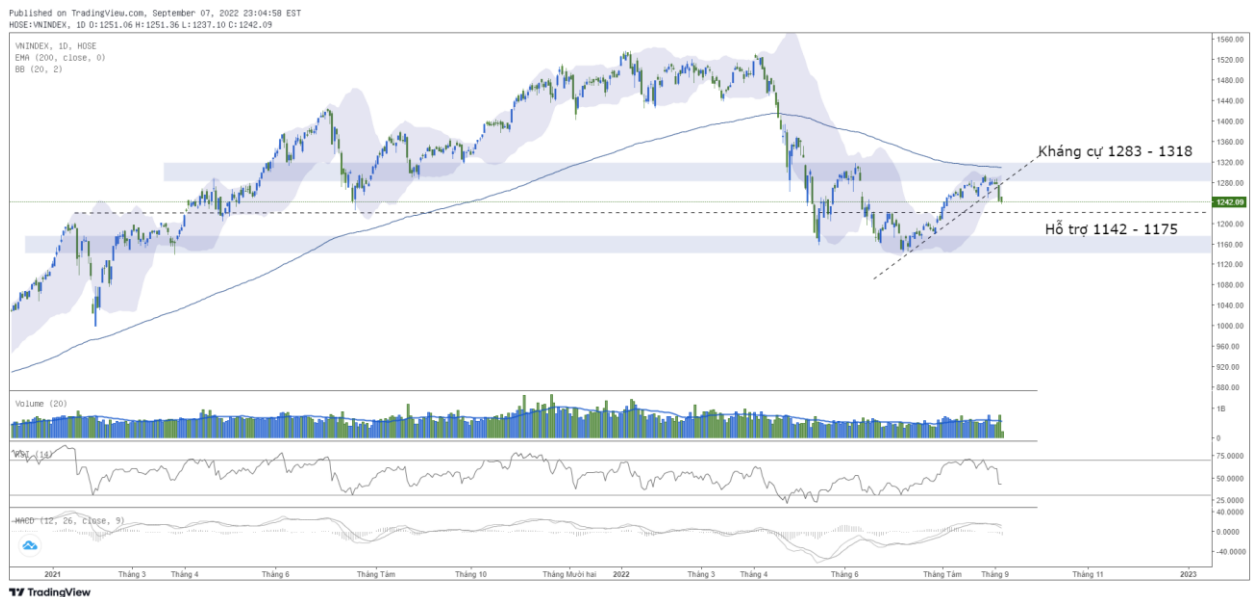 Published on TradingView.com, September 07, 2022 23:04:58 EST
HOSE:VNINDEX, 1D O:1251.06 H:1251.36 L:1237.10 C:1242.09
VNINDEX, 1D, HOSE
EMA (200, close, 0)
BB (20, 2)
1560.00
1520.00
1480.00
1440.00
1400.00
1360.00
Kháng cự 1283 - 1318
1320.00
1280.00
1242.09
Hỗ trợ 1142 - 1175
1200.00
1160.00
1120.00
1080.00
1040.00
1000.00
960.00
920.00
880.00
Volume (20)
1B
0
RSI (14)
75.0000
50.0000
25.0000
MACD (12, 26, close, 9)
40.0000
0.0000
-40.0000
2021 Tháng 3 Tháng 4 Tháng 6 Tháng Tám Tháng 10 Tháng Mười hai 2022 Tháng 3 Tháng 4 Tháng 6 Tháng Tám Tháng 9 Tháng 11 2023
TradingView